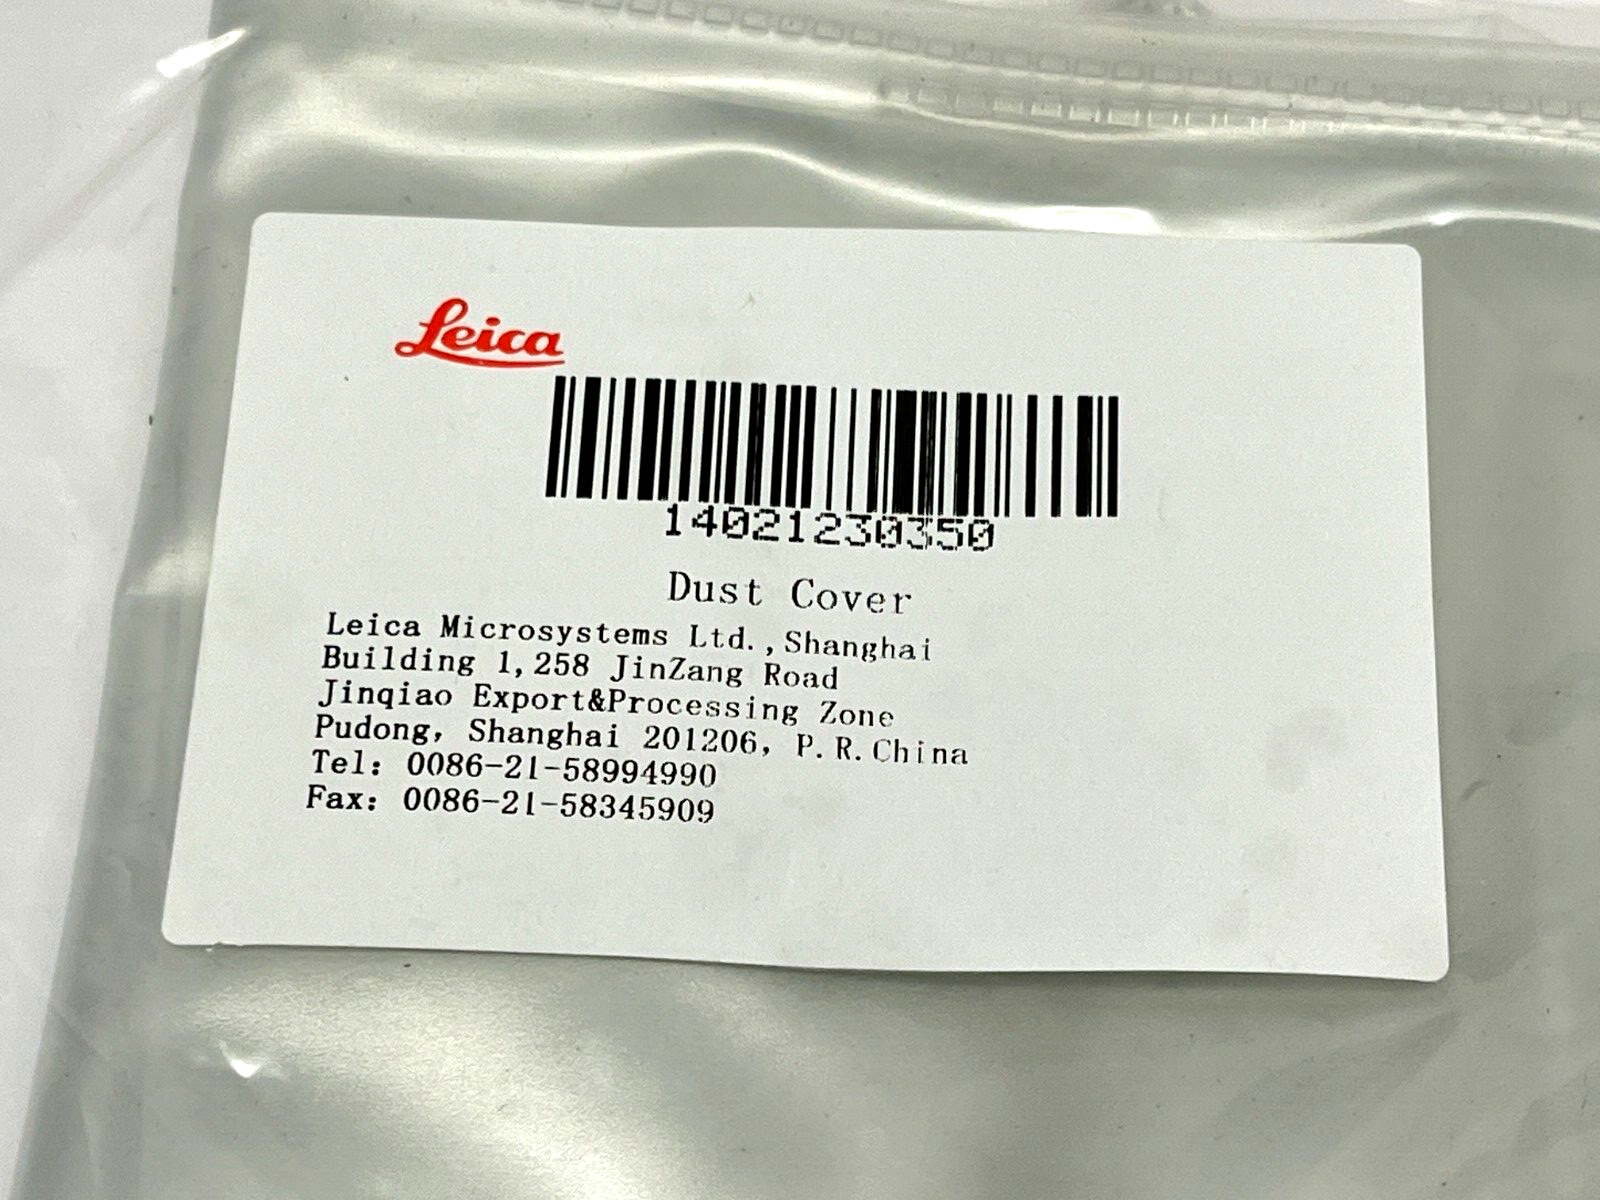 Leica
14021230350
Dust Cover
Leica Microsystems Ltd.,Shanghai
Building 1,258 JinZang Road
Jinqiao Export&Processing Zone
Pudong, Shanghai 201206, P.R.China
Tel: 0086-21-58994990
Fax: 0086-21-58345909